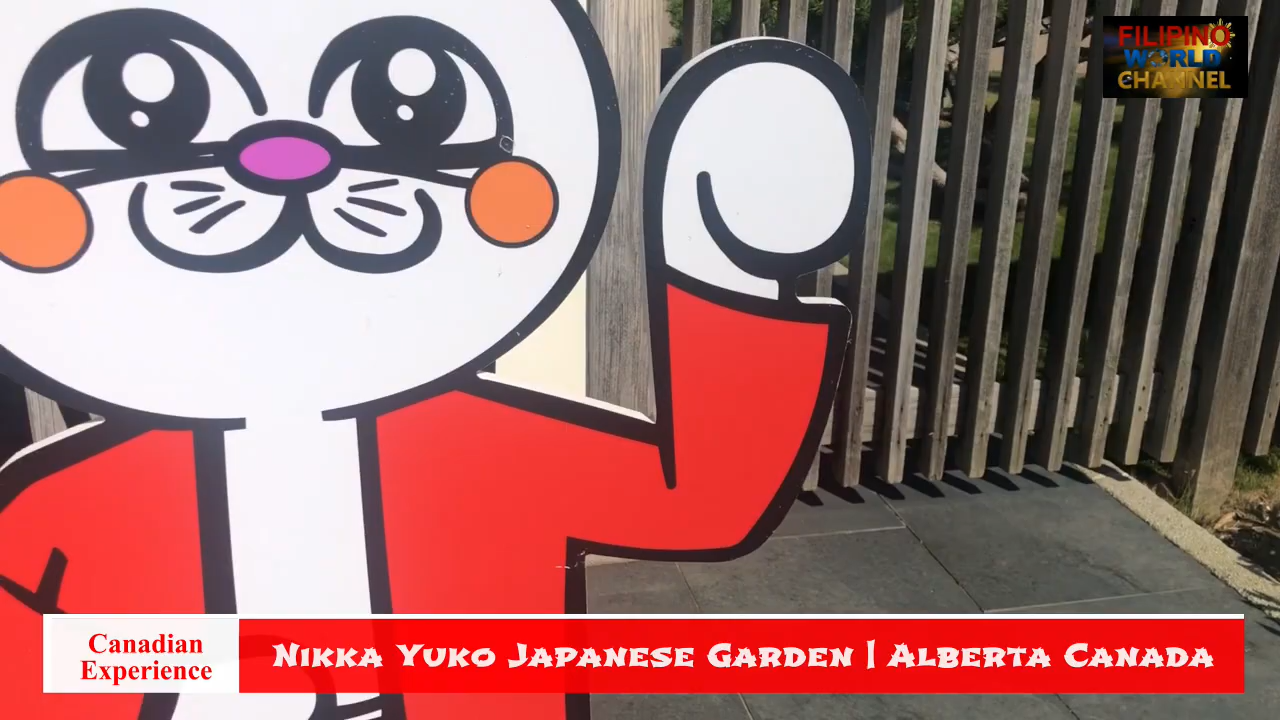 FILIPINO
WORLD
CHANNEL
Canadian
Experience
Nikka Yuko Japanese Garden | Alberta Canada